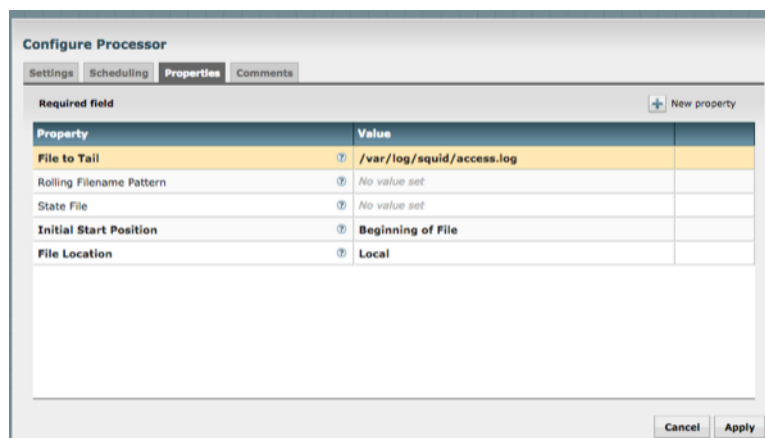 Configure Processor
Settings Scheduling Properties Comments
Required field New property
Property Value
File to Tail /var/log/squid/access.log
Rolling Filename Pattern No value set
State File No value set
Initial Start Position Beginning of File
File Location Local
Cancel Apply